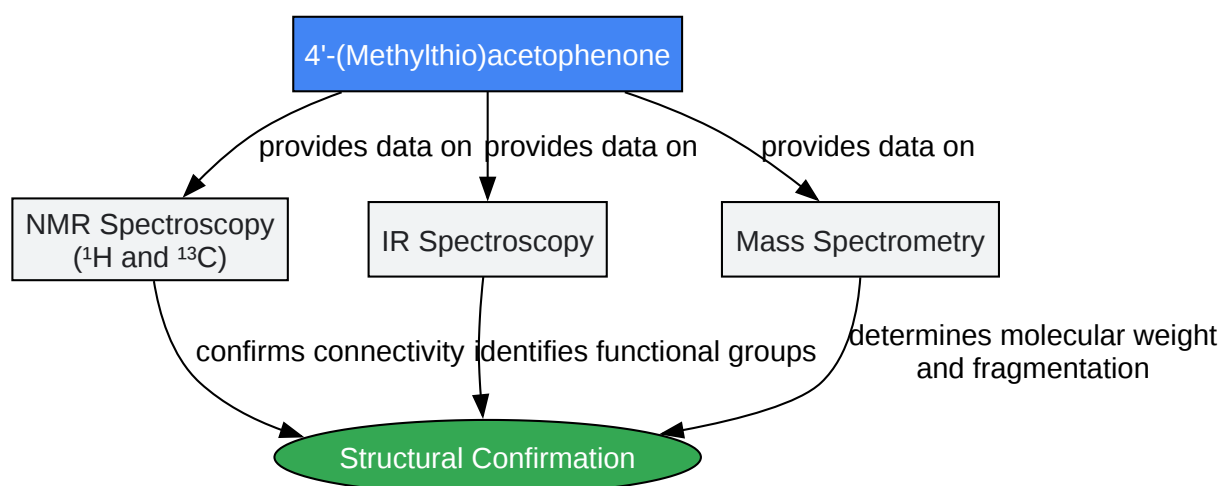 4'-(Methylthio)acetophenone
provides data on
provides data on
provides data on
NMR Spectroscopy
(¹H and ¹³C)
IR Spectroscopy
Mass Spectrometry
confirms connectivity
identifies functional groups
determines molecular weight
and fragmentation
Structural Confirmation